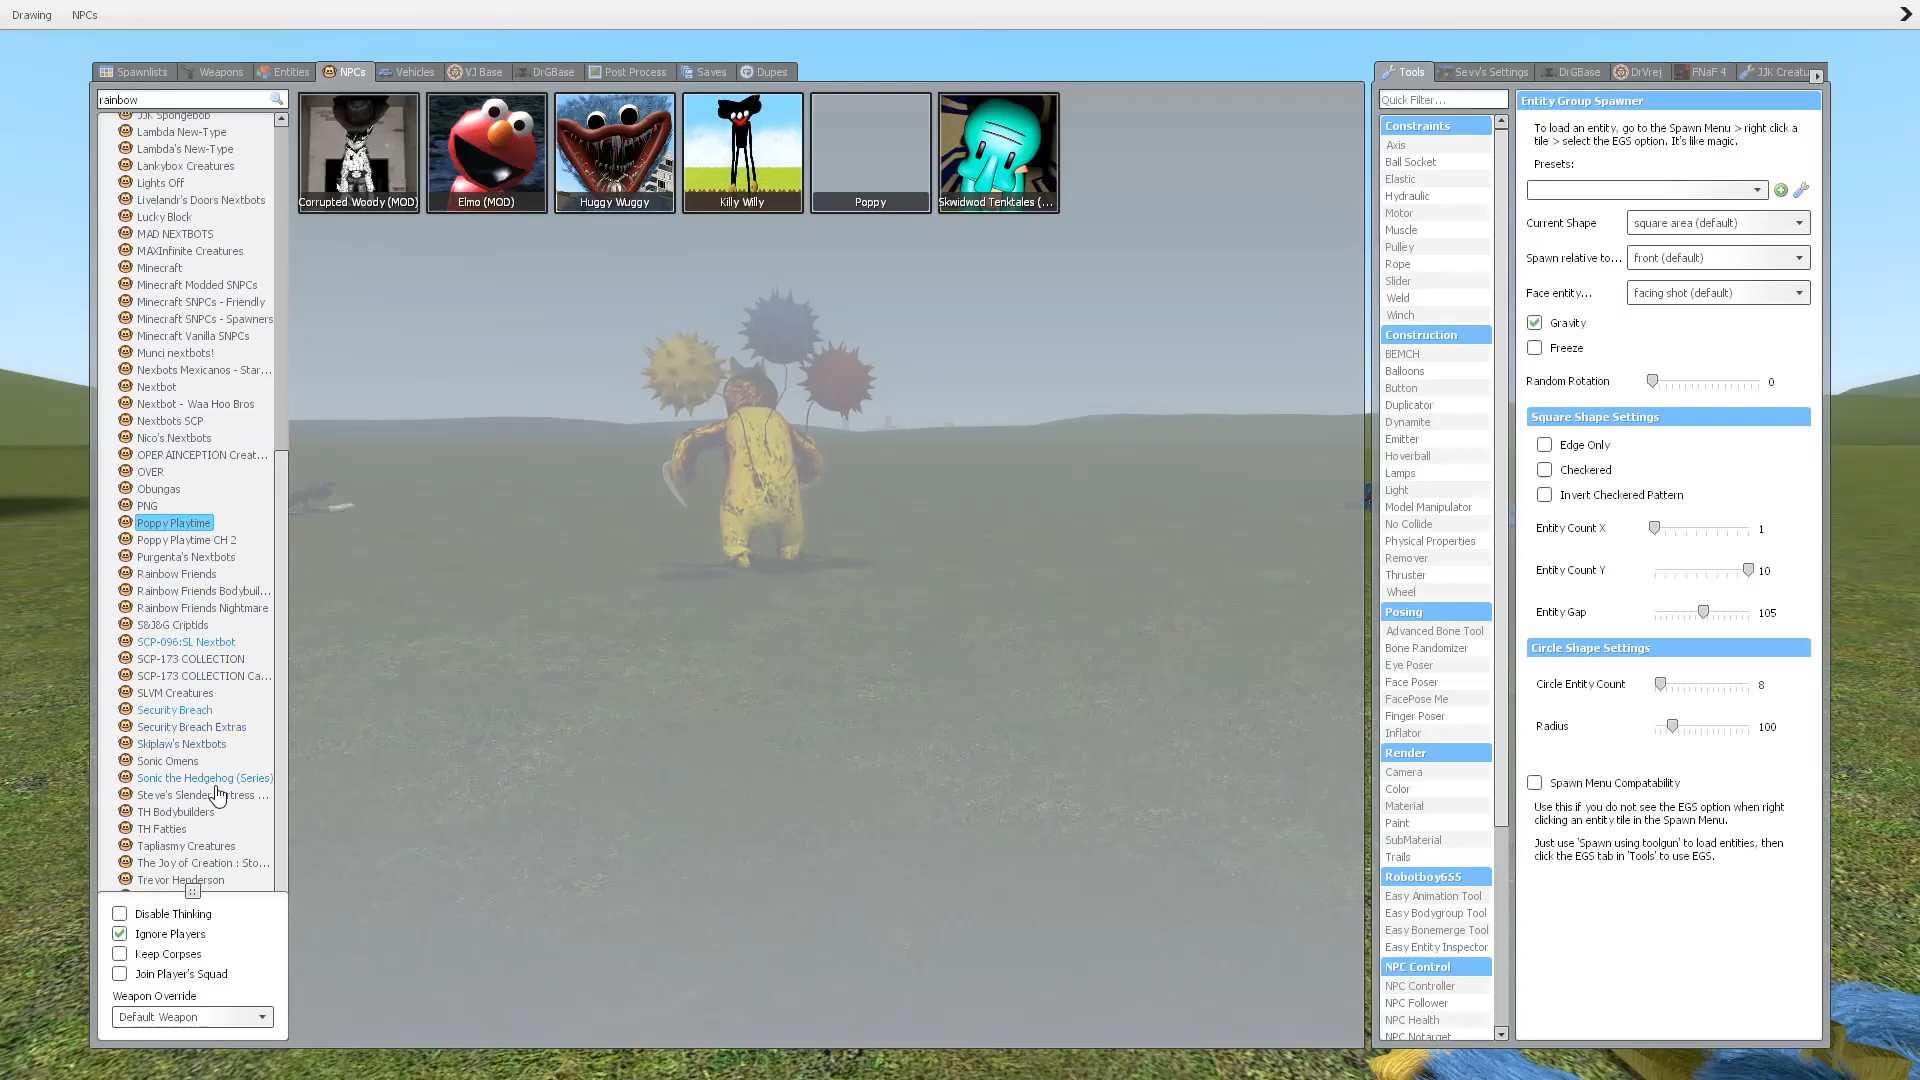 Drawing NPCs
Spawnlists Weapons Entities NPCs Vehicles VJ Base DrGBase Post Process Saves Dupes
rainbow
JJK Spongebob
Lambda New-Type
Lambda's New-Type
Lankybox Creatures
Lights Off
Livelandr's Doors Nextbots
Lucky Block
MAD NEXTBOTS
MAXInfinite Creatures
Minecraft
Minecraft Modded SNPCs
Minecraft SNPCs - Friendly
Minecraft SNPCs - Spawners
Minecraft Vanilla SNPCs
Munci nextbots!
Nexbots Mexicanos - Star...
Nextbot
Nextbot - Waa Hoo Bros
Nextbots SCP
Nico's Nextbots
OPERAINCEPTION Creat...
OVER
Obungas
PNG
Poppy Playtime
Poppy Playtime CH 2
Purgenta's Nextbots
Rainbow Friends
Rainbow Friends Bodybuil...
Rainbow Friends Nightmare
S&J&G Criptids
SCP-096:SL Nextbot
SCP-173 COLLECTION
SCP-173 COLLECTION Ca...
SLVM Creatures
Security Breach
Security Breach Extras
Skiplaw's Nextbots
Sonic Omens
Sonic the Hedgehog (Series)
Steve's Slender
TH Bodybuilders
TH Fatties
Tapliasmy Creatures
The Joy of Creation : Sto...
Trevor Henderson
Disable Thinking
Ignore Players
Keep Corpses
Join Player's Squad
Weapon Override
Default Weapon
Corrupted Woody (MOD) Elmo (MOD) Huggy Wuggy Killy Willy Poppy Skwidwod Tenktales (...
Tools Sevv's Settings DrGBase DrVrej FNaF 4 JJK Creatu
Quick Filter...
Constraints
Axis
Ball Socket
Elastic
Hydraulic
Motor
Muscle
Pulley
Rope
Slider
Weld
Winch
Construction
BEMCH
Balloons
Button
Duplicator
Dynamite
Emitter
Hoverball
Lamps
Light
Model Manipulator
No Collide
Physical Properties
Remover
Thruster
Wheel
Posing
Advanced Bone Tool
Bone Randomizer
Eye Poser
Face Poser
FacePose Me
Finger Poser
Inflator
Render
Camera
Color
Material
Paint
SubMaterial
Trails
Robotboy655
Easy Animation Tool
Easy Bodygroup Tool
Easy Bonemerge Tool
Easy Entity Inspector
NPC Control
NPC Controller
NPC Follower
NPC Health
NPC Notarget
Entity Group Spawner
To load an entity, go to the Spawn Menu > right click a
tile > select the EGS option. It's like magic.
Presets:
Current Shape square area (default)
Spawn relative to... front (default)
Face entity... facing shot (default)
Gravity
Freeze
Random Rotation 0
Square Shape Settings
Edge Only
Checkered
Invert Checkered Pattern
Entity Count X 1
Entity Count Y 10
Entity Gap 105
Circle Shape Settings
Circle Entity Count 8
Radius 100
Spawn Menu Compatability
Use this if you do not see the EGS option when right
clicking an entity tile in the Spawn Menu.
Just use 'Spawn using toolgun' to load entities, then
click the EGS tab in 'Tools' to use EGS.